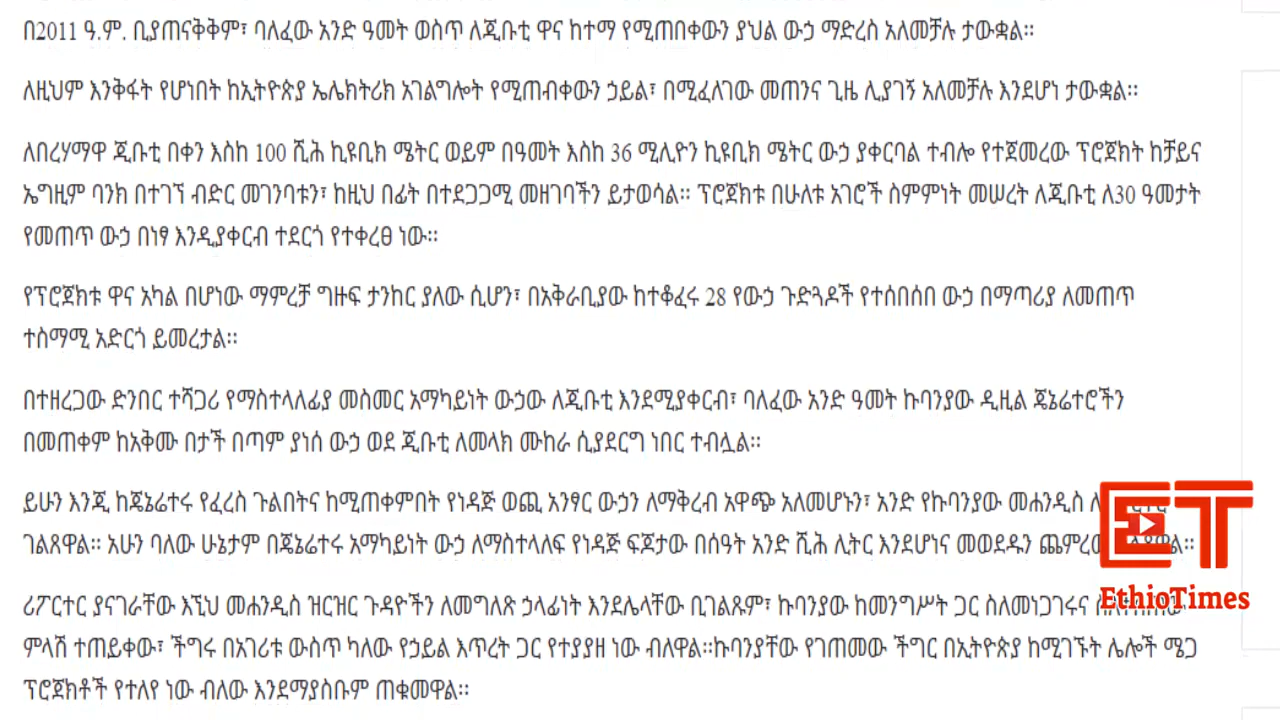 በ2011 ዓ.ም. ቢያጠናቅቅም፣ ባለፈው አንድ ዓመት ወስጥ ለጂቡቲ ዋና ከተማ የሚጠበቀውን ያህል ውኃ ማድረስ አለመቻሉ ታውቋል።
ለዚህም እንቅፋት የሆነበት ከኢትዮጵያ ኤሌክትሪክ አገልግሎት የሚጠብቀውን ኃይል፣ በሚፈለገው መጠንና ጊዜ ሊያገኝ አለመቻሉ እንደሆነ ታውቋል።
ለበረሃማዋ ጂቡቲ በቀን እስከ 100 ሺሕ ኪዩቢክ ሜትር ወይም በዓመት እስከ 36 ሚሊዮን ኪዩቢክ ሜትር ውኃ ያቀርባል ተብሎ የተጀመረው ፕሮጀክት ከቻይና
ኤግዚም ባንክ በተገኘ ብድር መገንባቱን፣ ከዚህ በፊት በተደጋጋሚ መዘገባችን ይታወሳል። ፕሮጀክቱ በሁለቱ አገሮች ስምምነት መሠረት ለጂቡቲ ለ30 ዓመታት
የመጠጥ ውኃ በነፃ እንዲያቀርብ ተደርጎ የተቀረፀ ነው።
የፕሮጀክቱ ዋና አካል በሆነው ማምረቻ ግዙፍ ታንከር ያለው ሲሆን፣ በአቅራቢያው ከተቆፈሩ 28 የውኃ ጉድጓዶች የተሰበሰበ ውኃ በማጣሪያ ለመጠጥ
ተስማሚ አድርጎ ይመረታል።
በተዘረጋው ድንበር ተሻጋሪ የማስተላለፊያ መስመር አማካይነት ውኃው ለጂቡቲ እንደሚያቀርብ፣ ባለፈው አንድ ዓመት ኩባንያው ዲዚል ጄኔሬተሮችን
በመጠቀም ከአቅሙ በታች በጣም ያነሰ ውኃ ወደ ጂቡቲ ለመላክ ሙከራ ሲያደርግ ነበር ተብሏል።
ይሁን እንጂ ከጄኔሬተሩ የፈረስ ጉልበትና ከሚጠቀምበት የነዳጅ ወጪ አንፃር ውኃን ለማቅረብ አዋጭ አለመሆኑን፣ አንድ የኩባንያው መሐንዲስ
ገልጸዋል። አሁን ባለው ሁኔታም በጄኔሬተሩ አማካይነት ውኃ ለማስተላለፍ የነዳጅ ፍጆታው በሰዓት አንድ ሺሕ ሊትር እንደሆነና መወደዱን
ሪፖርተር ያናገራቸው እኚህ መሐንዲስ ዝርዝር ጉዳዮችን ለመግለጽ ኃላፊነት እንደሌላቸው ቢገልጹም፣ ኩባንያው ከመንግሥት ጋር ስለመነጋገሩና
ምላሽ ተጠይቀው፣ ችግሩ በአገሪቱ ውስጥ ካለው የኃይል እጥረት ጋር የተያያዘ ነው ብለዋል።ኩባንያቸው የገጠመው ችግር በኢትዮጵያ ከሚገኙት ሌሎች ሜጋ
ፕሮጀክቶች የተለየ ነው ብለው እንደማያስቡም ጠቁመዋል።
ET
EthioTimes